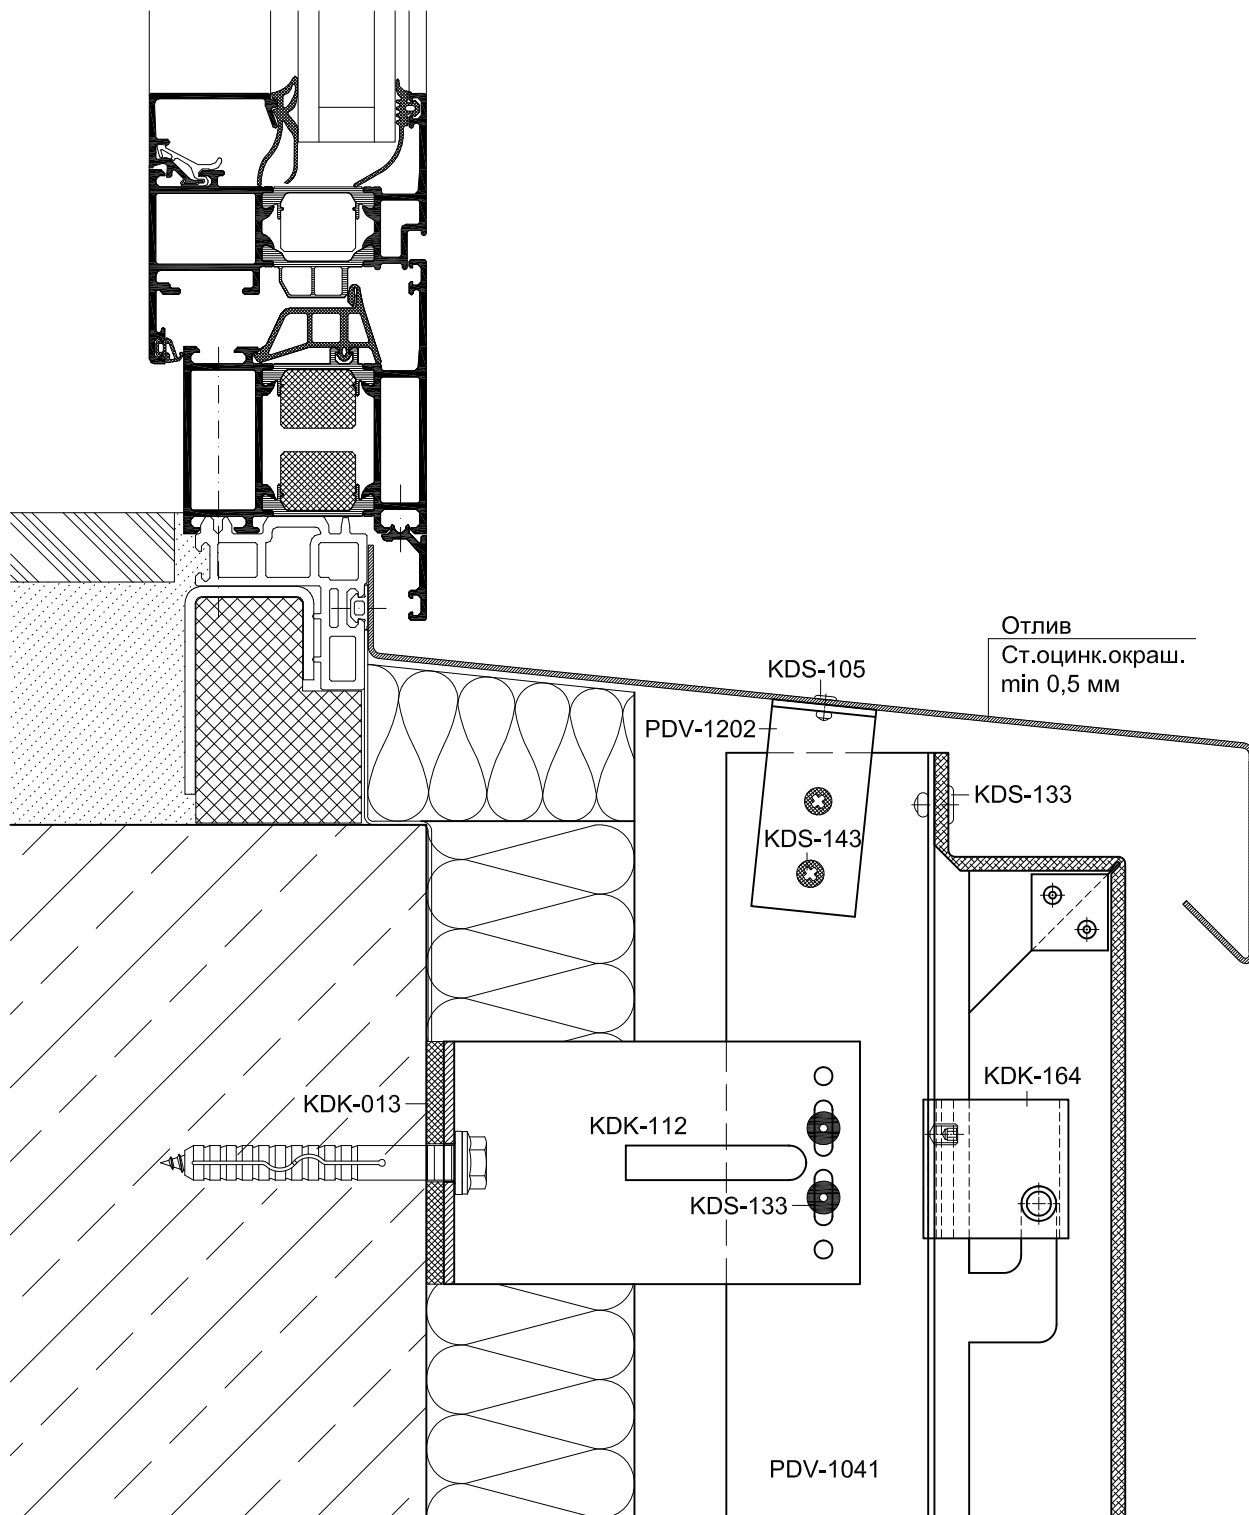 Отлив
Ст.оцинк.окраш.
min 0,5 мм
KDS-105
PDV-1202
KDS-133
KDS-143
KDK-164
KDK-013
KDK-112
KDS-133
PDV-1041